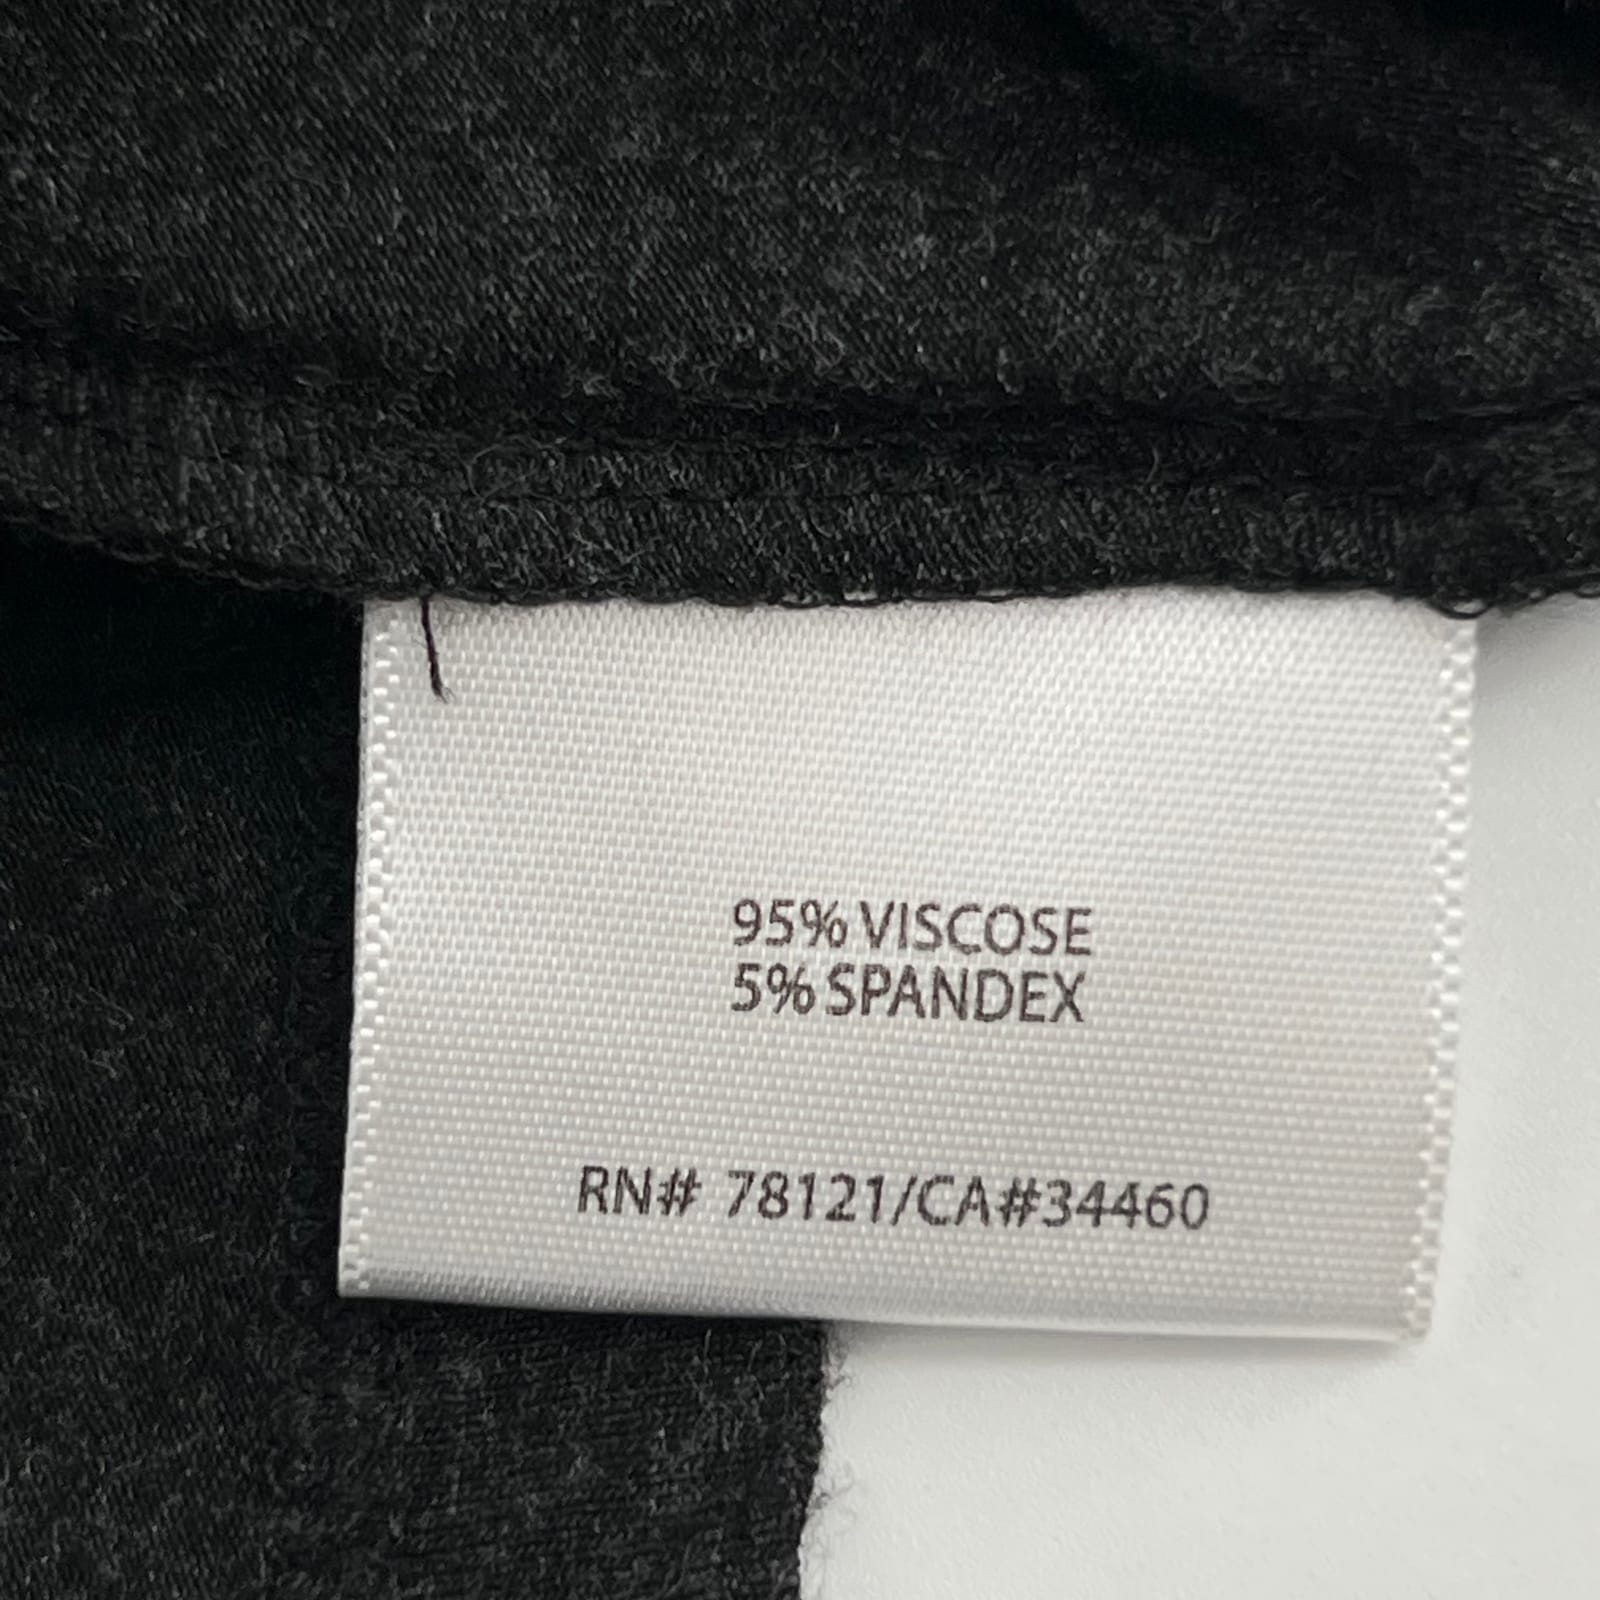 95% VISCOSE
5% SPANDEX
RN# 78121/CA#34460